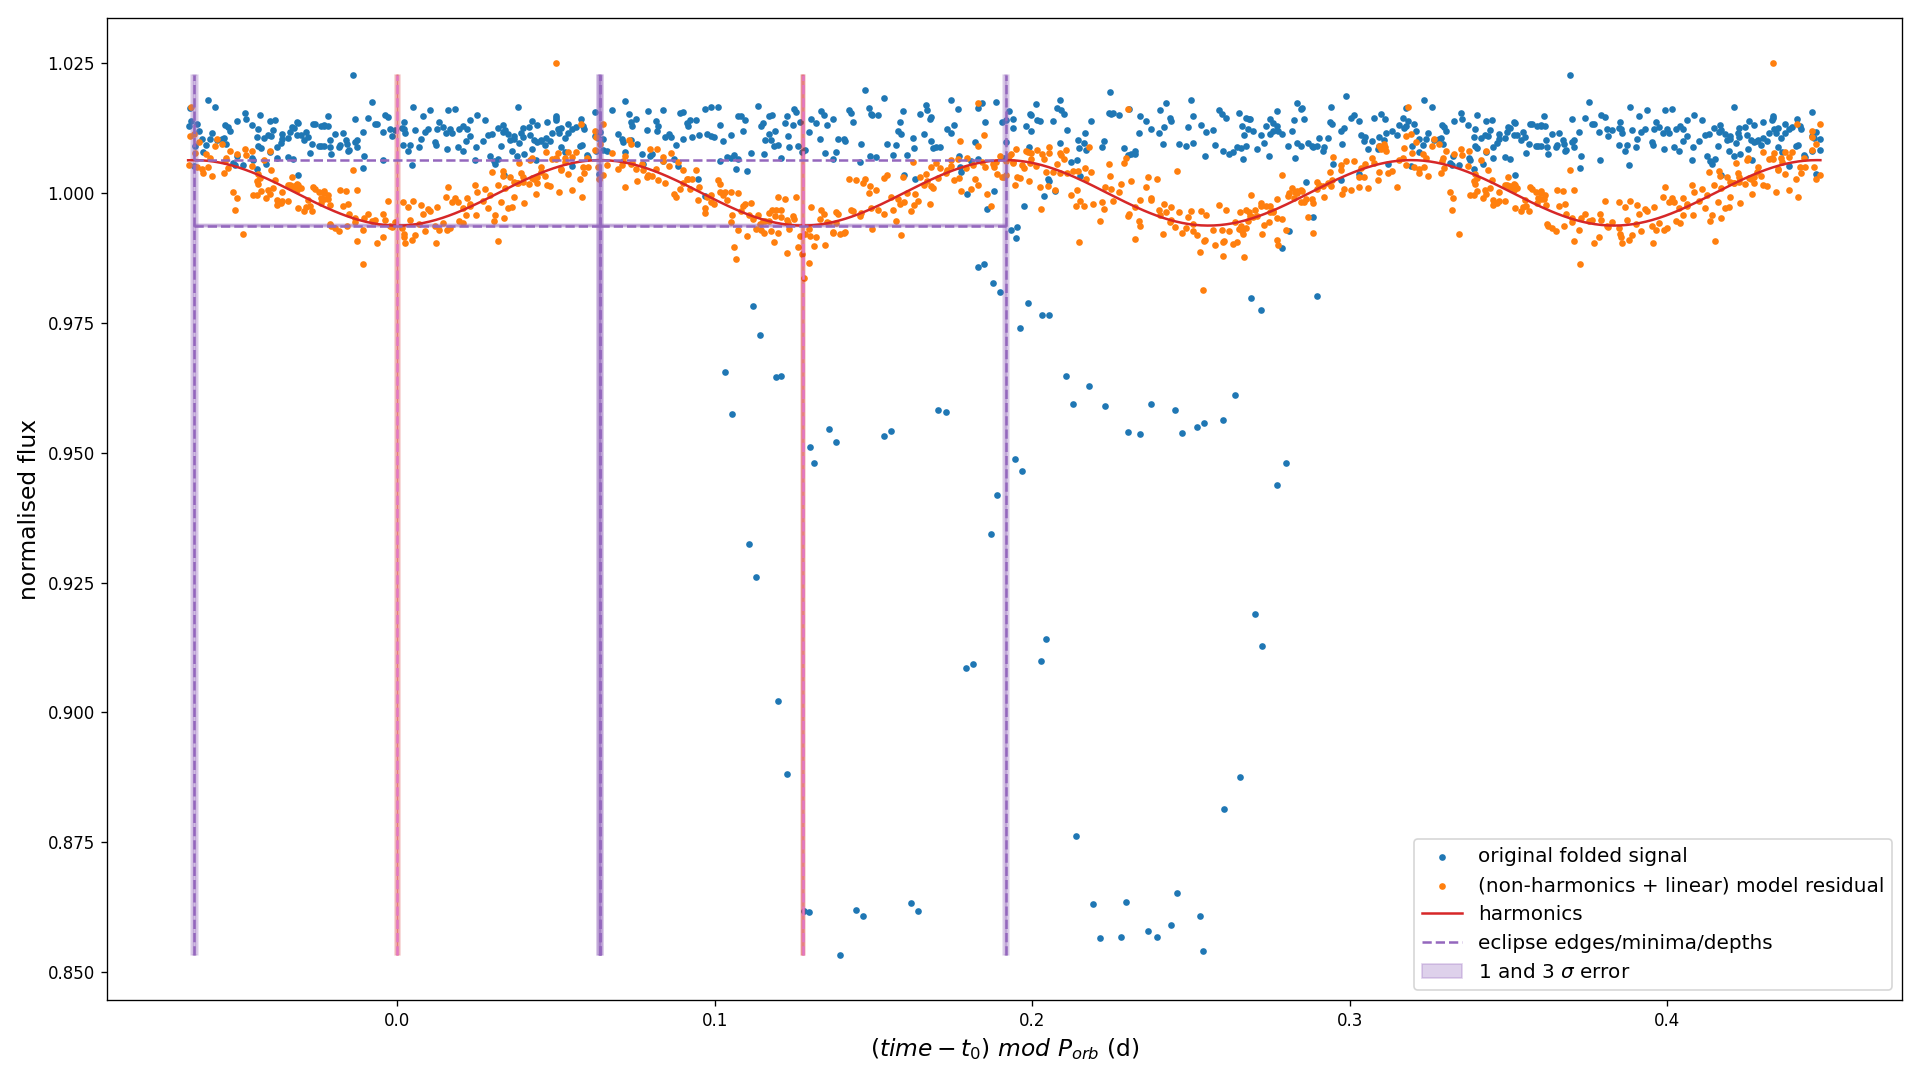 1.025
1.000
0.975
0.950
0.925
0.900
0.875
0.850
normalised flux
0.0 0.1 0.2 0.3 0.4
(time − t₀) mod P_orb (d)
original folded signal
(non-harmonics + linear) model residual
harmonics
eclipse edges/minima/depths
1 and 3 σ error